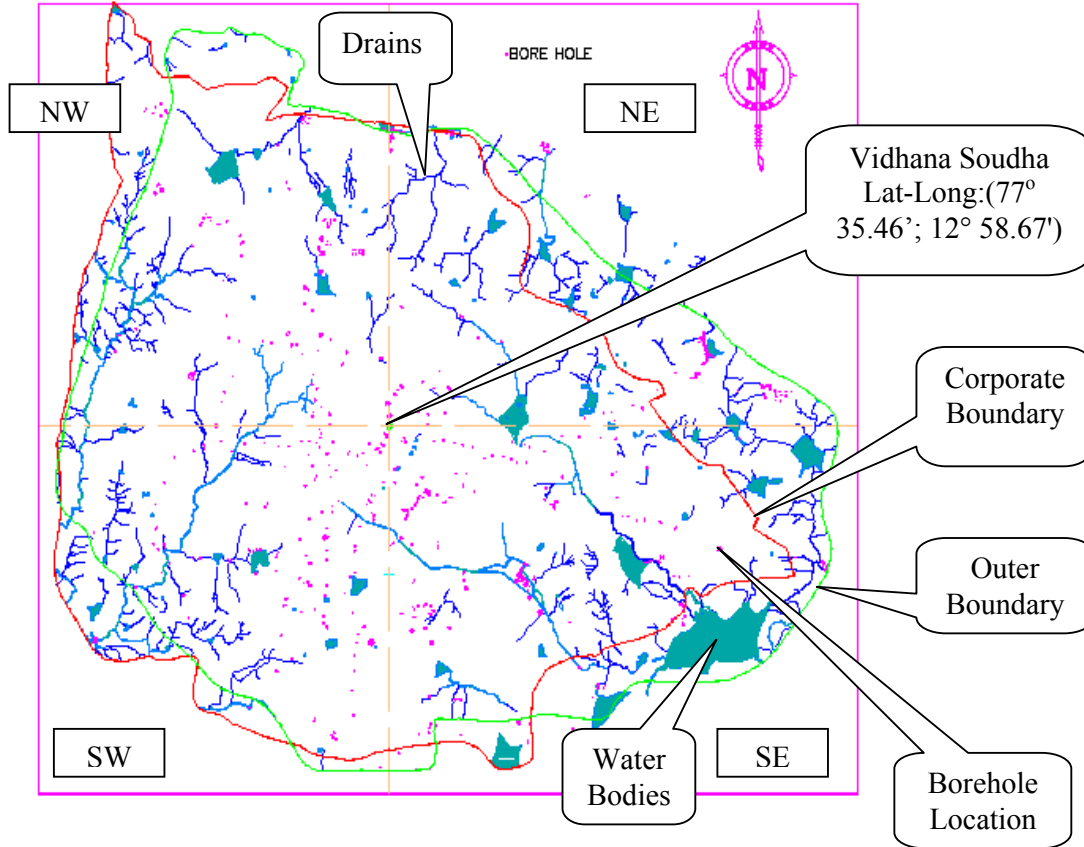 Drains
BORE HOLE
N
NW
NE
Vidhana Soudha
Lat-Long:(77o
35.46’; 12° 58.67')
Corporate
Boundary
Outer
Boundary
SW
Water
Bodies
SE
Borehole
Location